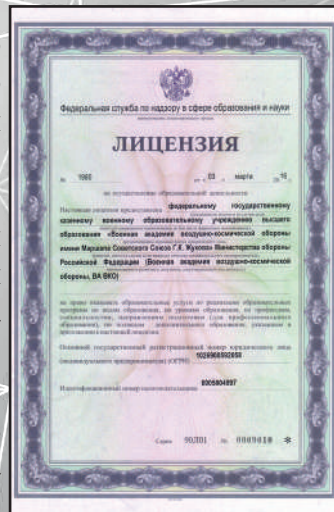 Федеральная служба по надзору в сфере образования и науки
ЛИЦЕНЗИЯ
№ 1960 от « 03 » марта 20 16
на осуществление образовательной деятельности
Настоящая лицензия предоставлена федеральному государственному
казенному военному образовательному учреждению высшего
образования «Военная академия воздушно-космической обороны
имени Маршала Советского Союза Г.К. Жукова» Министерства обороны
Российской Федерации (Военная академия воздушно-космической
обороны, ВА ВКО)
на право оказывать образовательные услуги по реализации образовательных
программ по видам образования, по уровням образования, по профессиям,
специальностям, направлениям подготовки (для профессионального
образования), по подвидам дополнительного образования, указанным в
приложении к настоящей лицензии.
Основной государственный регистрационный номер юридического лица
(индивидуального предпринимателя) (ОГРН)
Идентификационный номер налогоплательщика
Серия 90Л01 № *